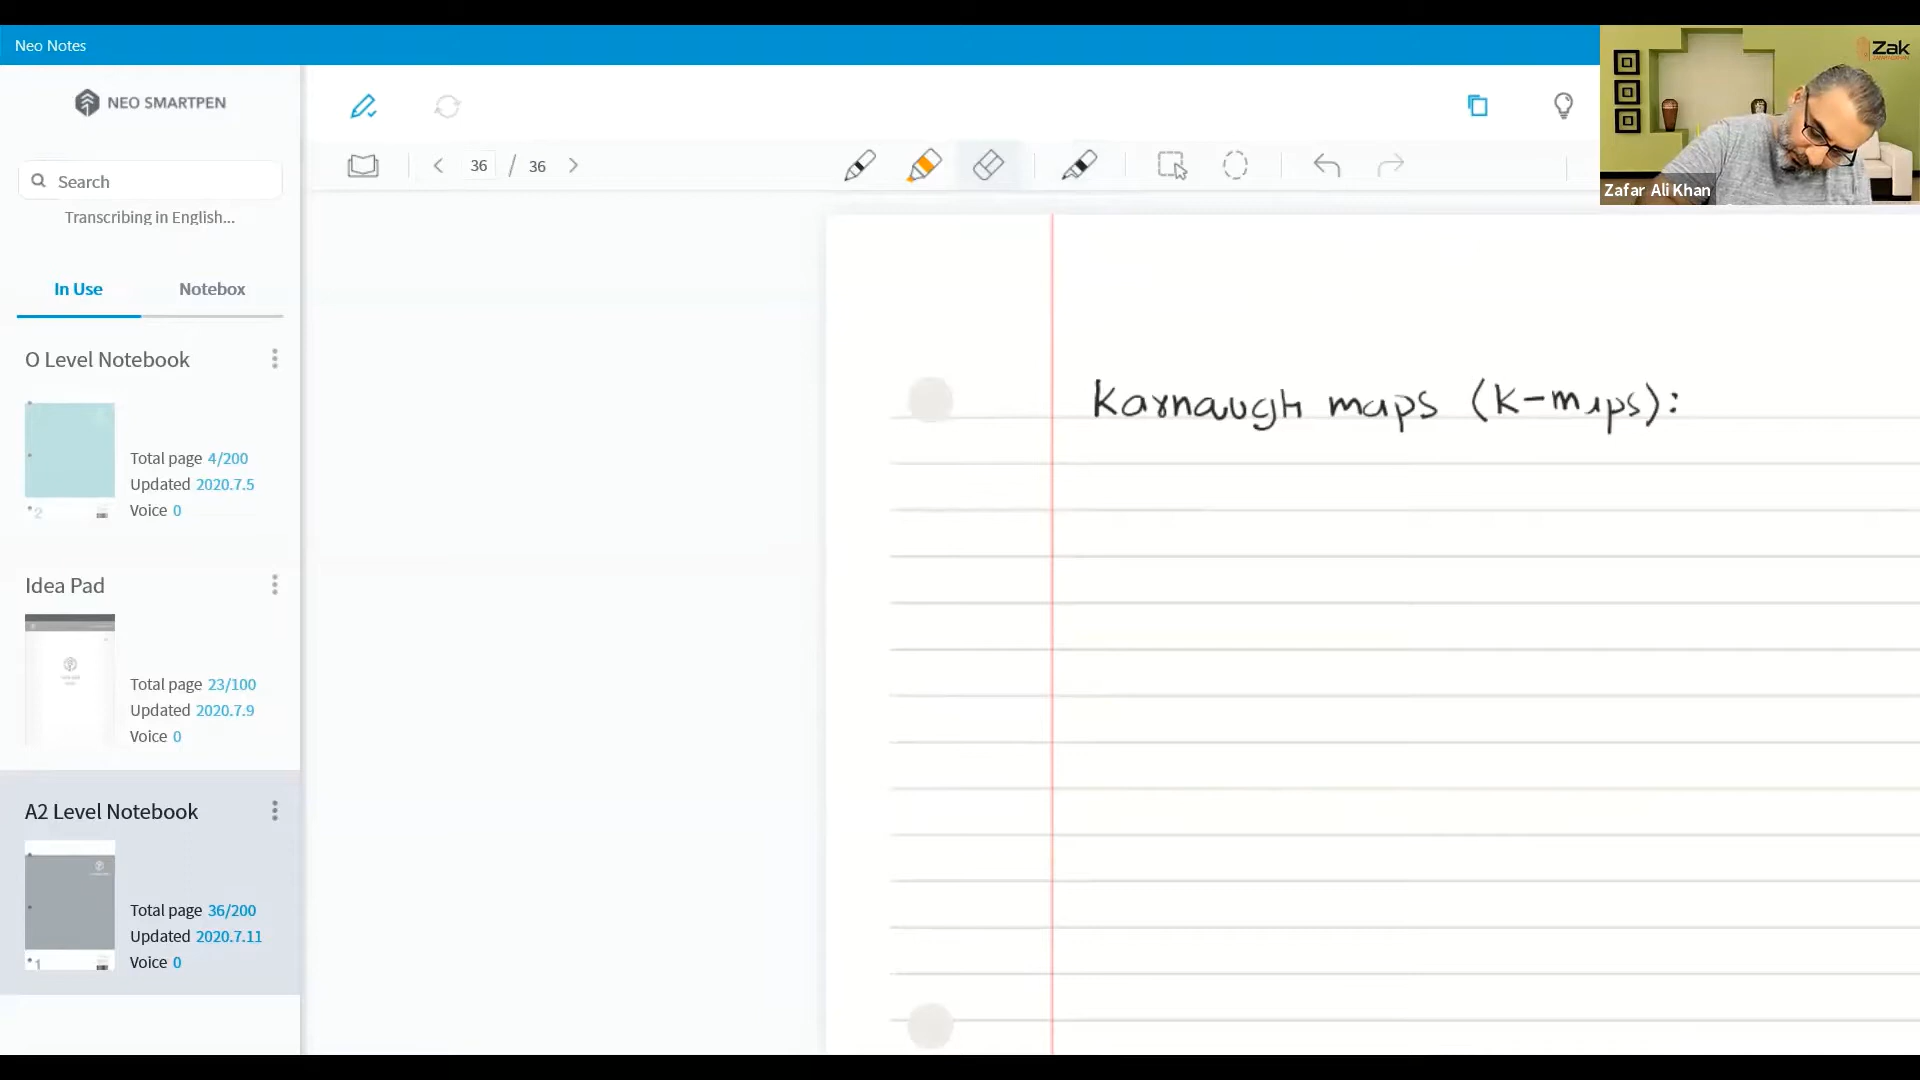 Neo Notes
Zak
NEO SMARTPEN
36 / 36
Search
Zafar Ali Khan
Transcribing in English...
In Use
Notebox
O Level Notebook
Karnaugh maps (K-maps):
Total page 4/200
Updated 2020.7.5
2
Voice 0
Idea Pad
Total page 23/100
Updated 2020.7.9
Voice 0
A2 Level Notebook
Total page 36/200
Updated 2020.7.11
1
Voice 0